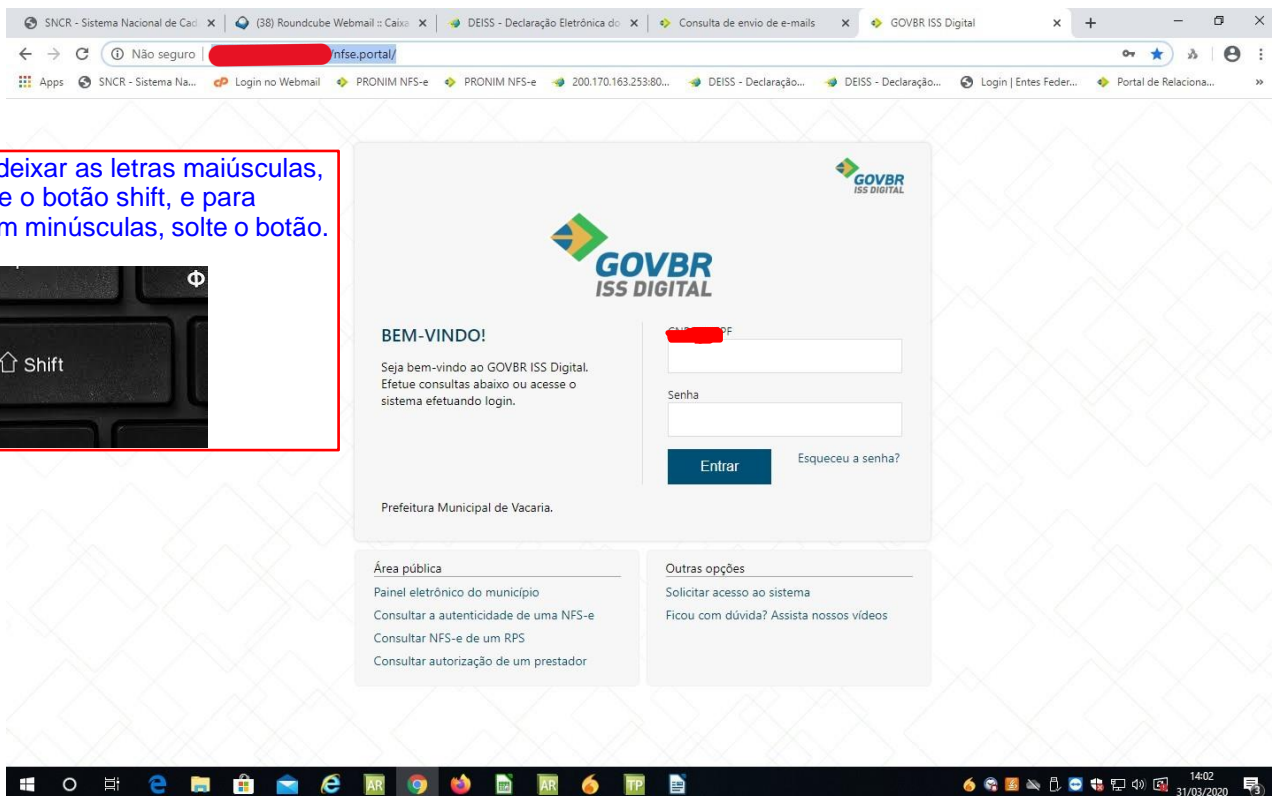 SNCR - Sistema Nacional de Cad
(38) Roundcube Webmail :: Caixa
DEISS - Declaração Eletrônica do
Consulta de envio de e-mails
GOVBR ISS Digital
Não seguro
/nfse.portal/
Apps
SNCR - Sistema Na...
Login no Webmail
PRONIM NFS-e
PRONIM NFS-e
200.170.163.253:80...
DEISS - Declaração...
DEISS - Declaração...
Login | Entes Feder...
Portal de Relaciona...
»
deixar as letras maiúsculas,
e o botão shift, e para
m minúsculas, solte o botão.
Ф
⇧ Shift
GOVBR
ISS DIGITAL
GOVBR
ISS DIGITAL
BEM-VINDO!
Seja bem-vindo ao GOVBR ISS Digital.
Efetue consultas abaixo ou acesse o
sistema efetuando login.
Prefeitura Municipal de Vacaria.
PF
Senha
Entrar
Esqueceu a senha?
Área pública
Painel eletrônico do município
Consultar a autenticidade de uma NFS-e
Consultar NFS-e de um RPS
Consultar autorização de um prestador
Outras opções
Solicitar acesso ao sistema
Ficou com dúvida? Assista nossos vídeos
AR
AR
TP
14:02
31/03/2020
3